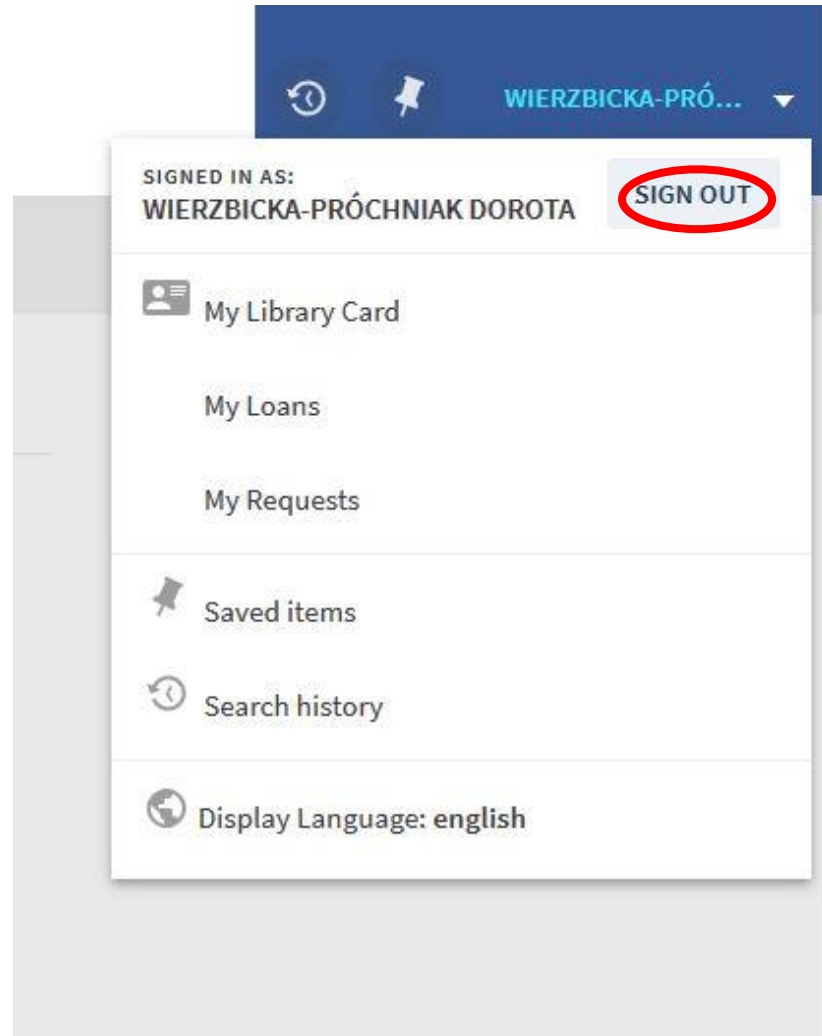 WIERZBICKA-PRÓ...
SIGNED IN AS:
WIERZBICKA-PRÓCHNIAK DOROTA
SIGN OUT
My Library Card
My Loans
My Requests
Saved items
Search history
Display Language: english